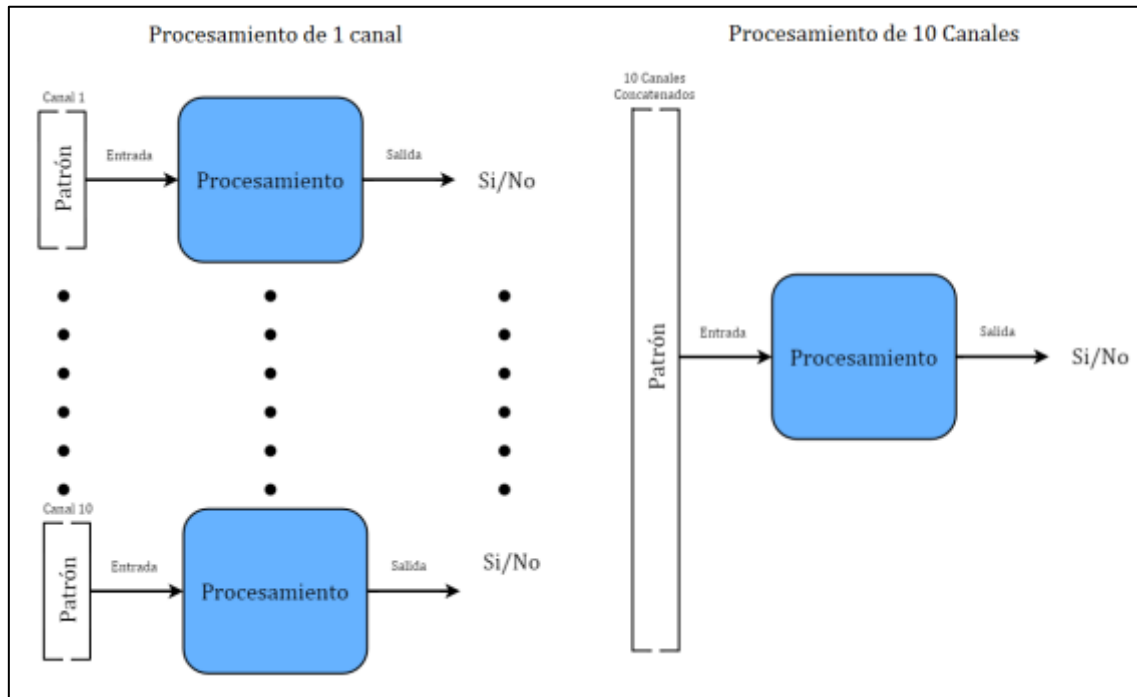 Procesamiento de 1 canal
Canal 1
Patrón
Entrada
Procesamiento
Salida
Si/No
Canal 10
Patrón
Entrada
Procesamiento
Salida
Si/No
Procesamiento de 10 Canales
10 Canales
Concatenados
Patrón
Entrada
Procesamiento
Salida
Si/No